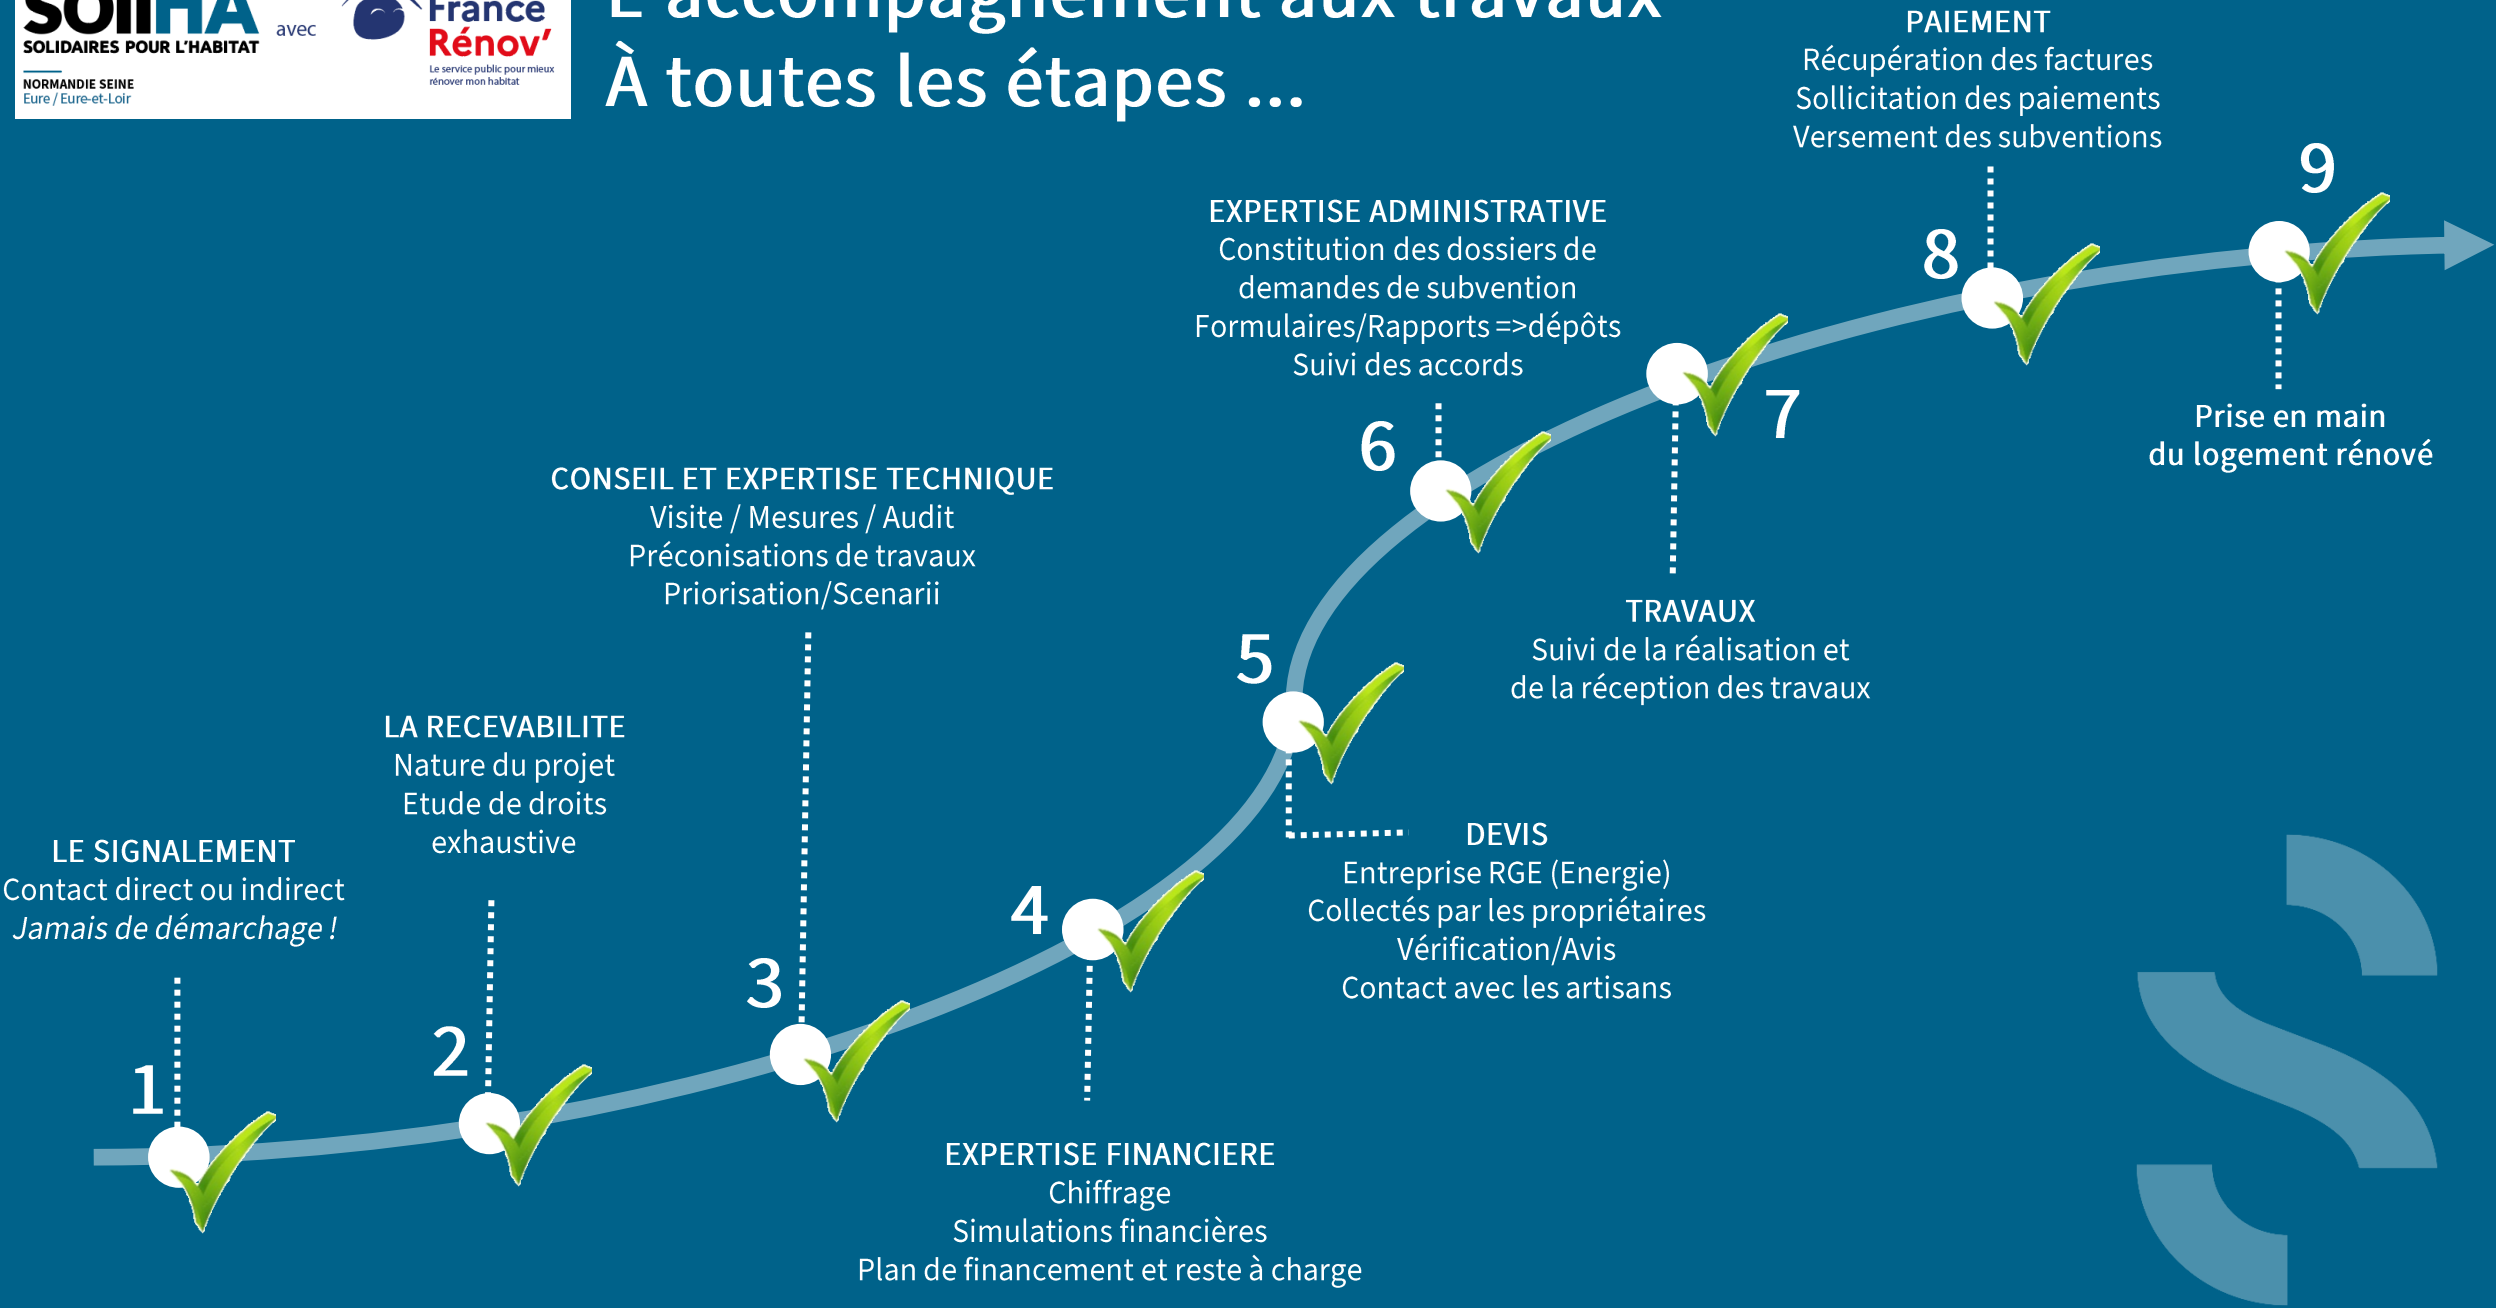 SOliHA
SOLIDAIRES POUR L'HABITAT
NORMANDIE SEINE
Eure / Eure-et-Loir
avec
France
Rénov'
Le service public pour mieux
rénover mon habitat
L'accompagnement aux travaux
À toutes les étapes ...
1
LE SIGNALEMENT
Contact direct ou indirect
Jamais de démarchage !
2
LA RECEVABILITE
Nature du projet
Etude de droits
exhaustive
3
CONSEIL ET EXPERTISE TECHNIQUE
Visite / Mesures / Audit
Préconisations de travaux
Priorisation/Scenarii
4
EXPERTISE FINANCIERE
Chiffrage
Simulations financières
Plan de financement et reste à charge
5
DEVIS
Entreprise RGE (Energie)
Collectés par les propriétaires
Vérification/Avis
Contact avec les artisans
6
EXPERTISE ADMINISTRATIVE
Constitution des dossiers de
demandes de subvention
Formulaires/Rapports =>dépôts
Suivi des accords
7
TRAVAUX
Suivi de la réalisation et
de la réception des travaux
8
PAIEMENT
Récupération des factures
Sollicitation des paiements
Versement des subventions
9
Prise en main
du logement rénové